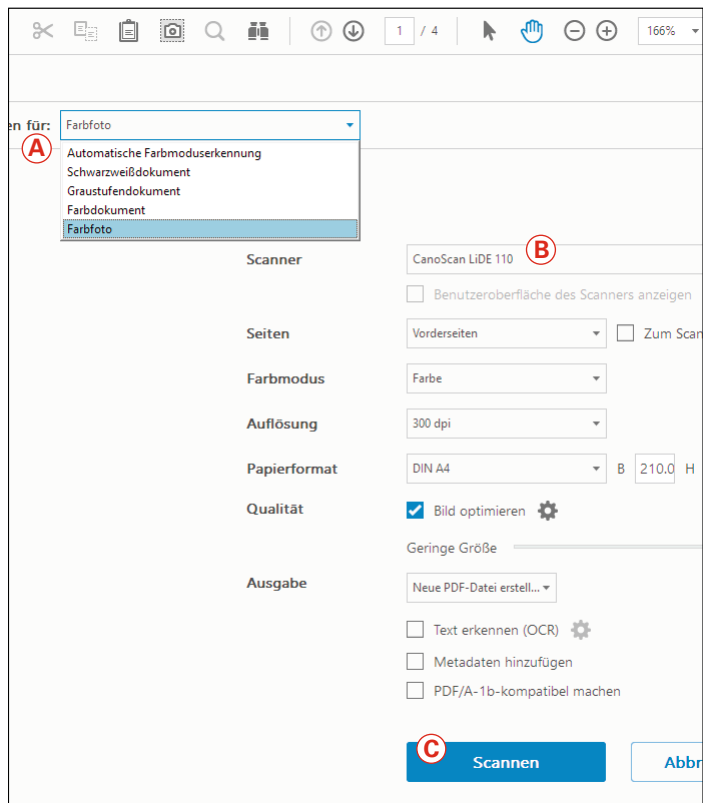 1 / 4 166%
en für: Farbfoto
A
Automatische Farbmoduserkennung
Schwarzweißdokument
Graustufendokument
Farbdokument
Farbfoto
Scanner CanoScan LiDE 110 B
Benutzeroberfläche des Scanners anzeigen
Seiten Vorderseiten Zum Scan
Farbmodus Farbe
Auflösung 300 dpi
Papierformat DIN A4 B 210.0 H
Qualität Bild optimieren
Geringe Größe
Ausgabe Neue PDF-Datei erstell...
Text erkennen (OCR)
Metadaten hinzufügen
PDF/A-1b-kompatibel machen
C Scannen Abbr